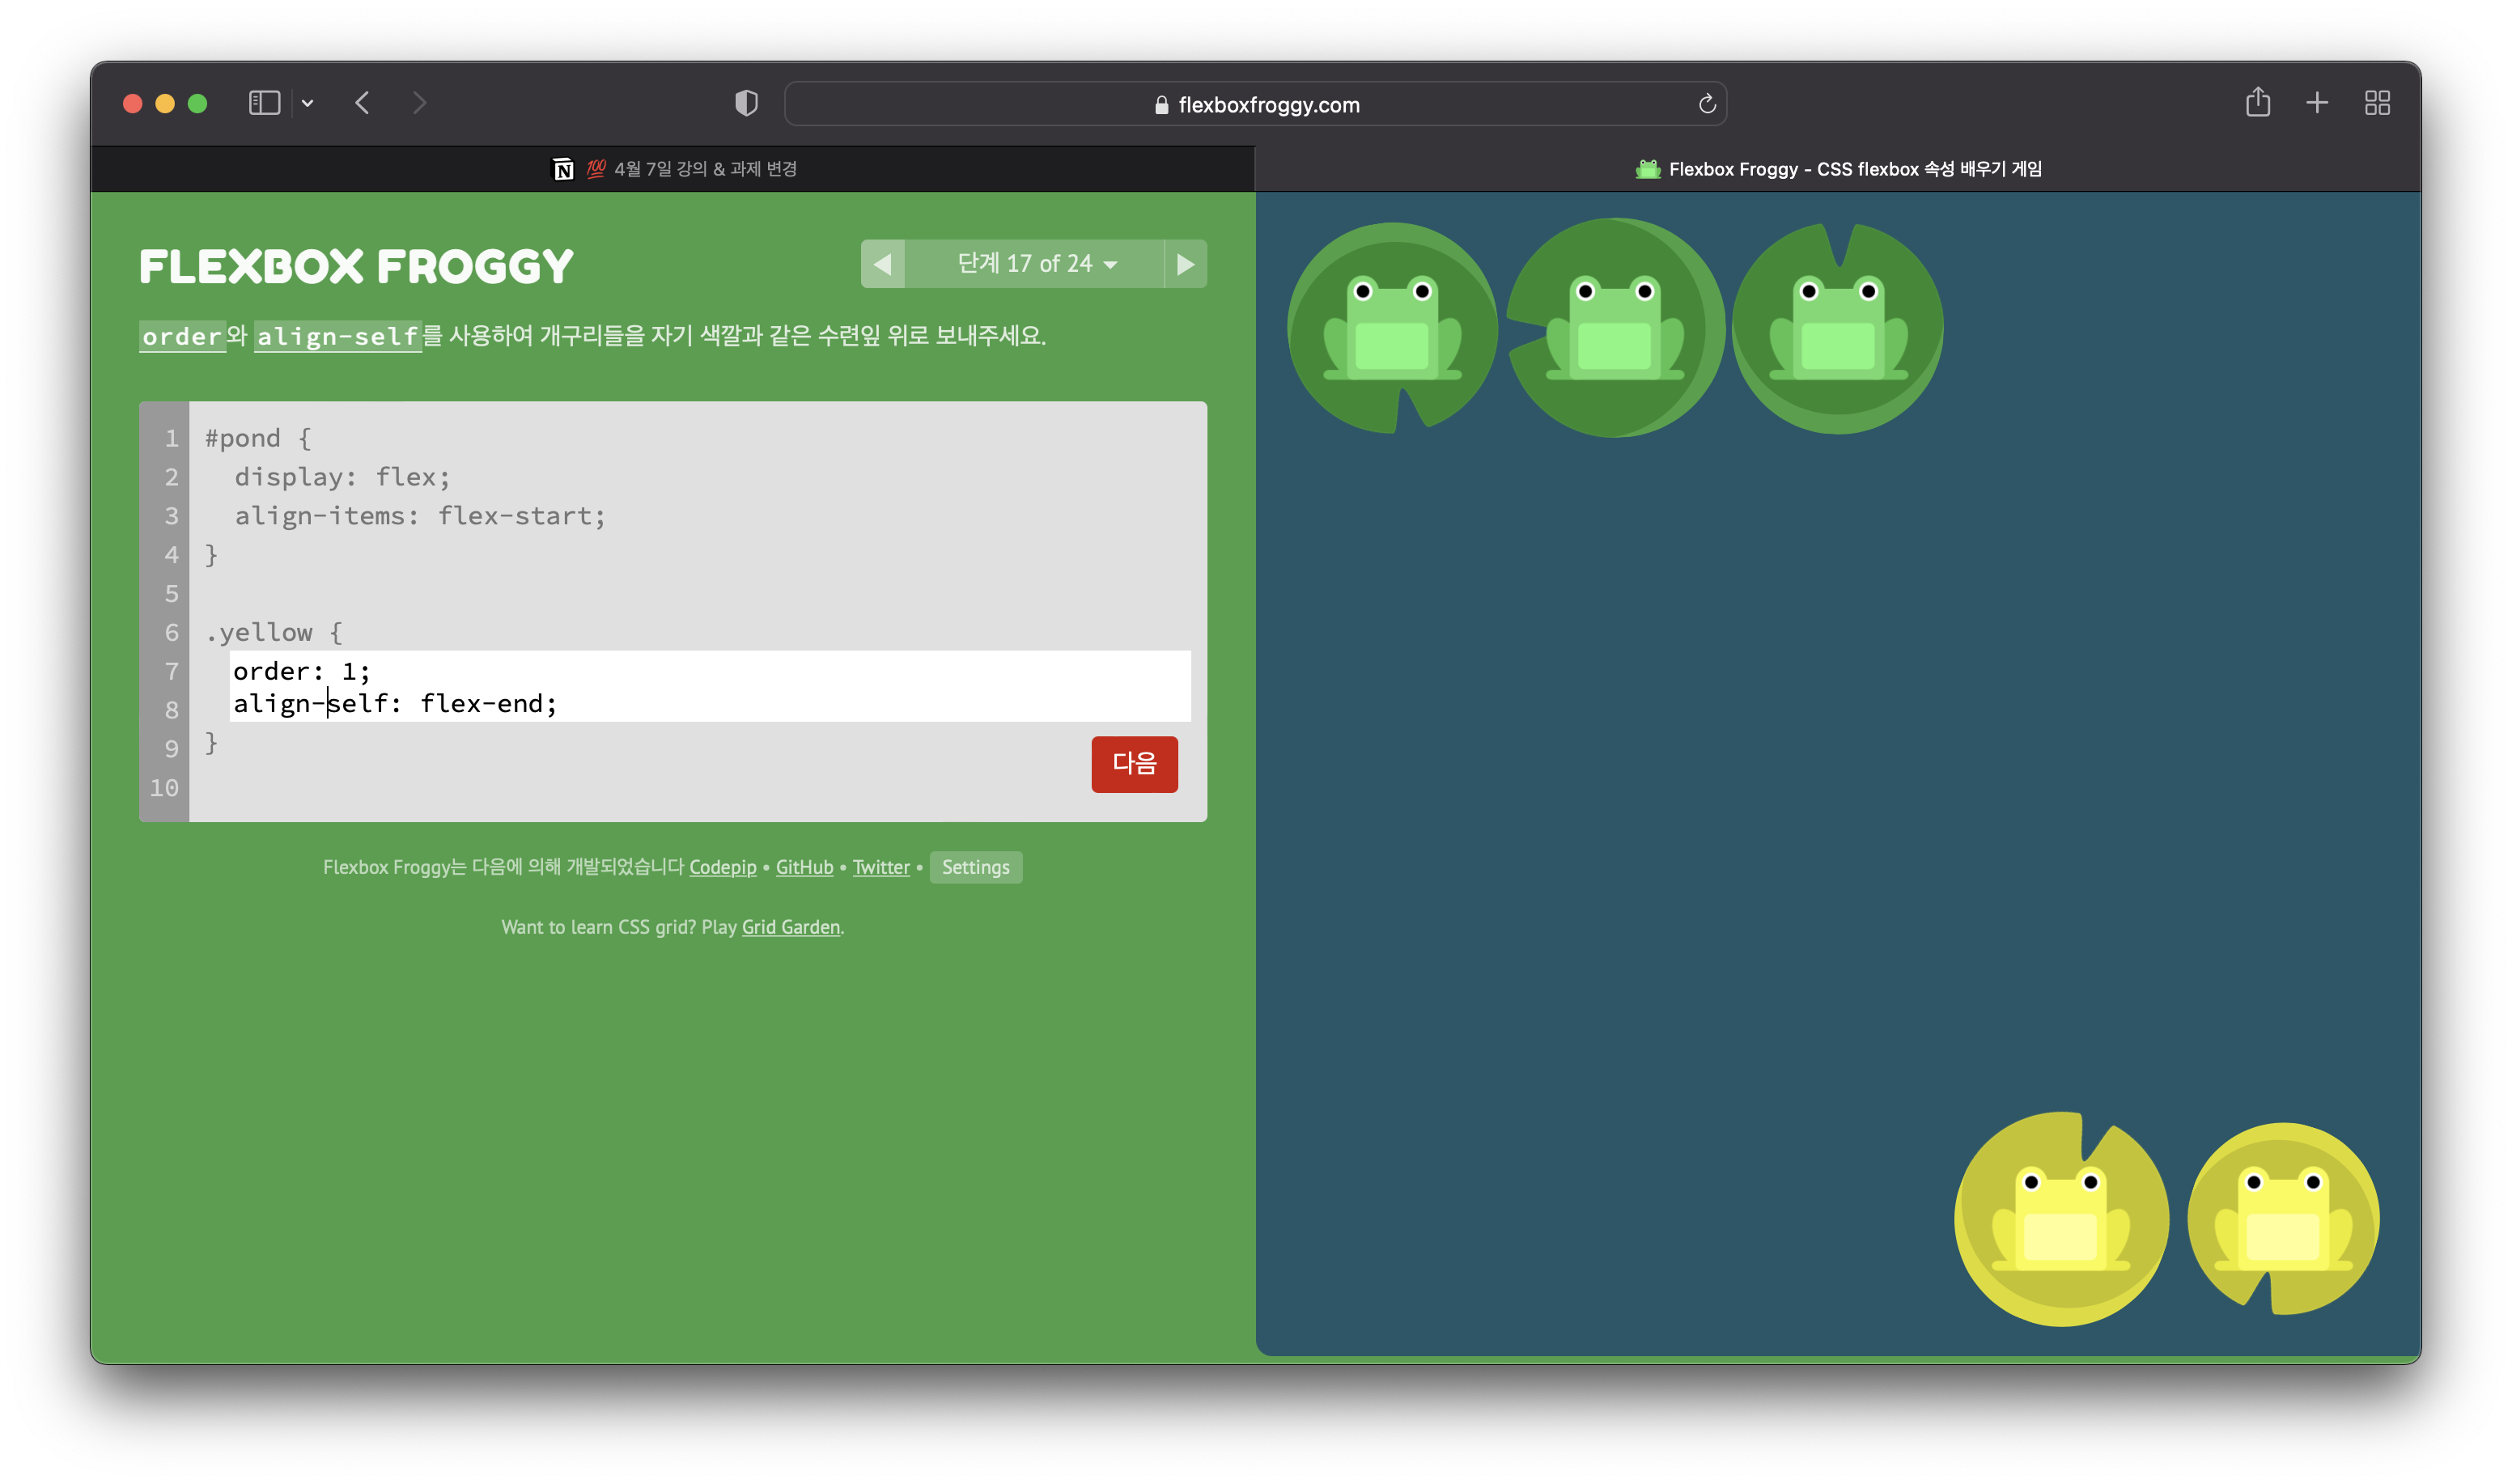 flexboxfroggy.com
💯 4월 7일 강의 & 과제 변경
Flexbox Froggy - CSS flexbox 속성 배우기 게임
FLEXBOX FROGGY
단계 17 of 24
order와 align-self를 사용하여 개구리들을 자기 색깔과 같은 수련잎 위로 보내주세요.
1 #pond {
2 display: flex;
3 align-items: flex-start;
4 }
5
6 .yellow {
7 order: 1;
8 align-self: flex-end;
9 }
10
다음
Flexbox Froggy는 다음에 의해 개발되었습니다 Codepip • GitHub • Twitter • Settings
Want to learn CSS grid? Play Grid Garden.